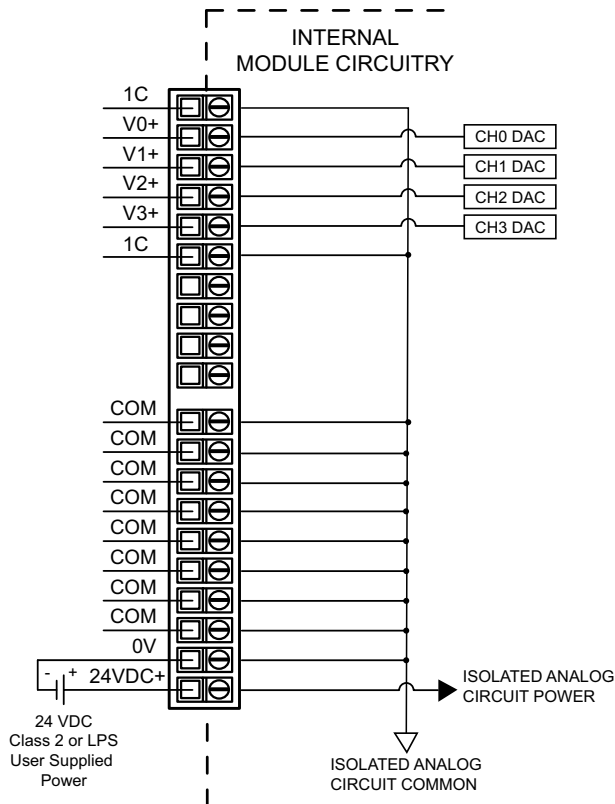 INTERNAL
MODULE CIRCUITRY
1C
V0+
CH0 DAC
V1+
CH1 DAC
V2+
CH2 DAC
V3+
CH3 DAC
1C
COM
COM
COM
COM
COM
COM
COM
COM
0V
- + 24VDC+
ISOLATED ANALOG
CIRCUIT POWER
24 VDC
Class 2 or LPS
User Supplied
Power
ISOLATED ANALOG
CIRCUIT COMMON